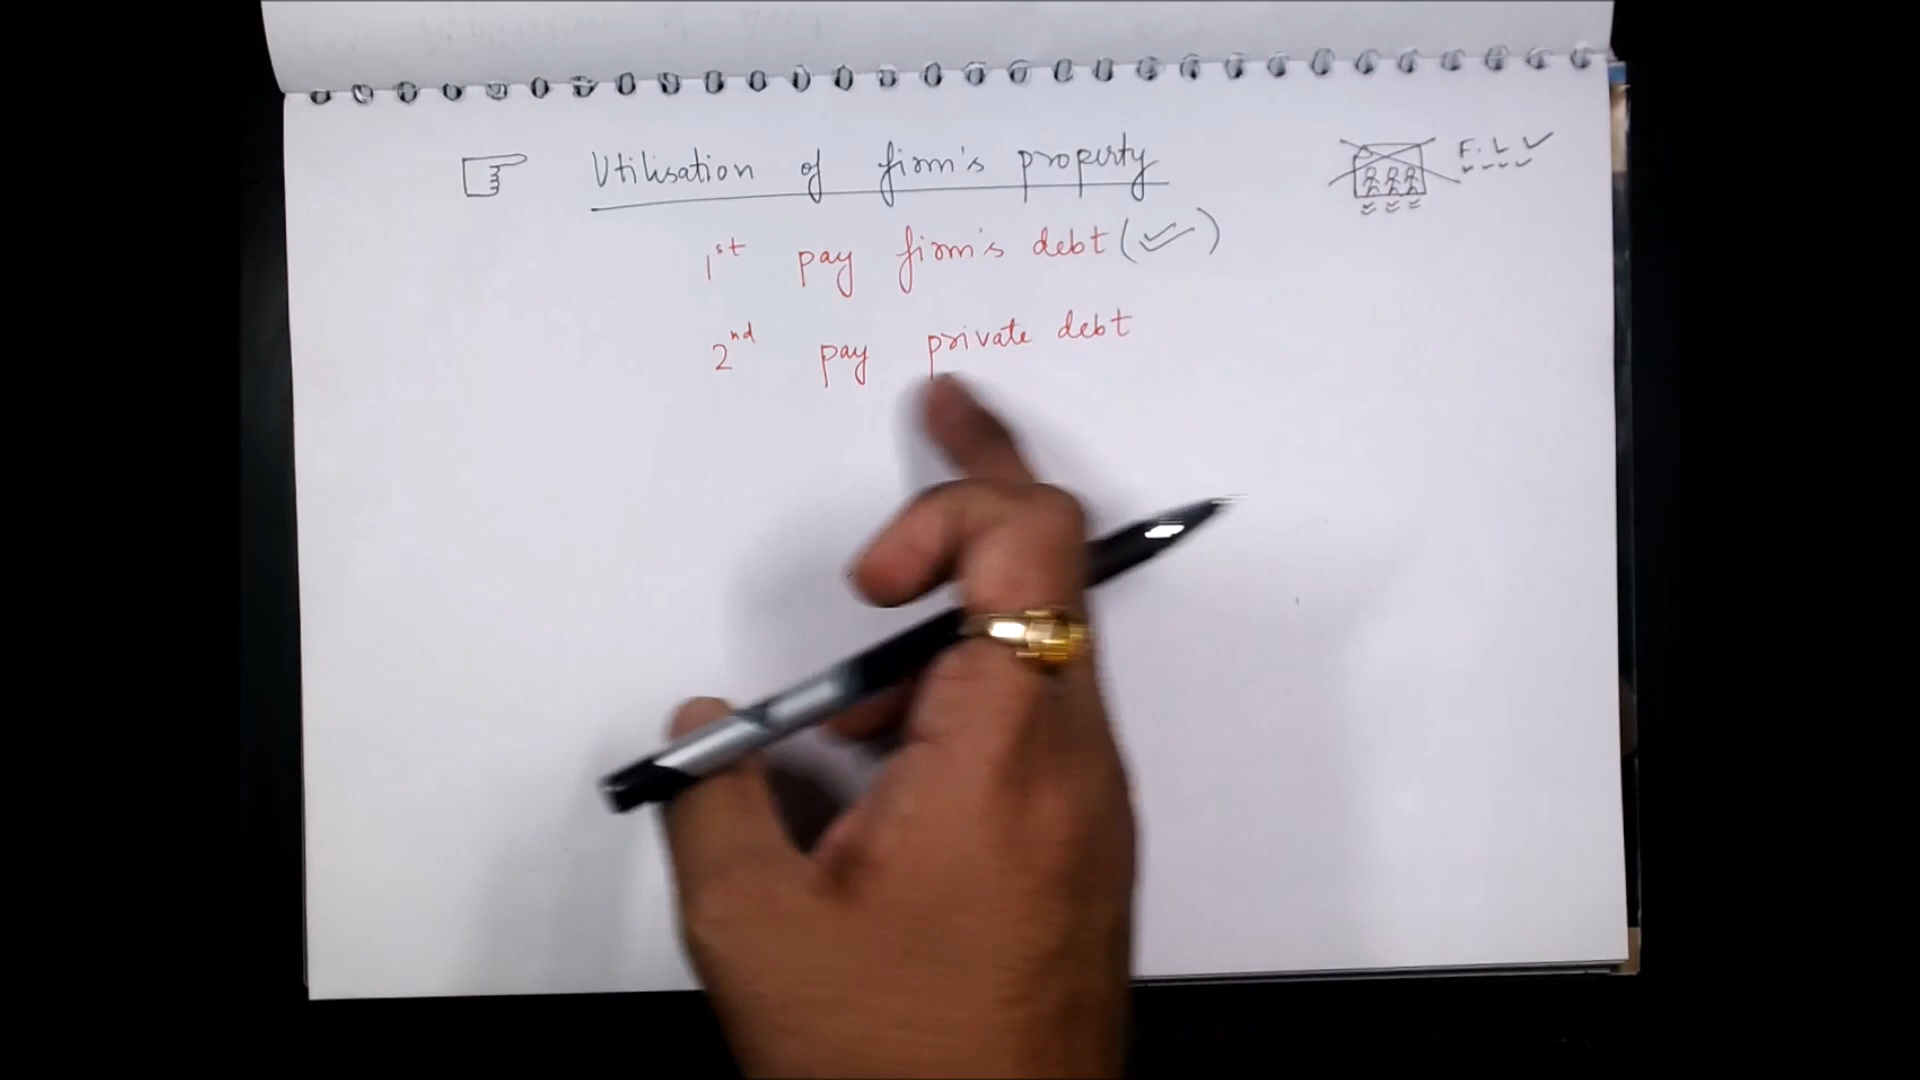 Utilisation of firm's property
F. L
1st pay firm's debt (✓)
2nd pay private debt